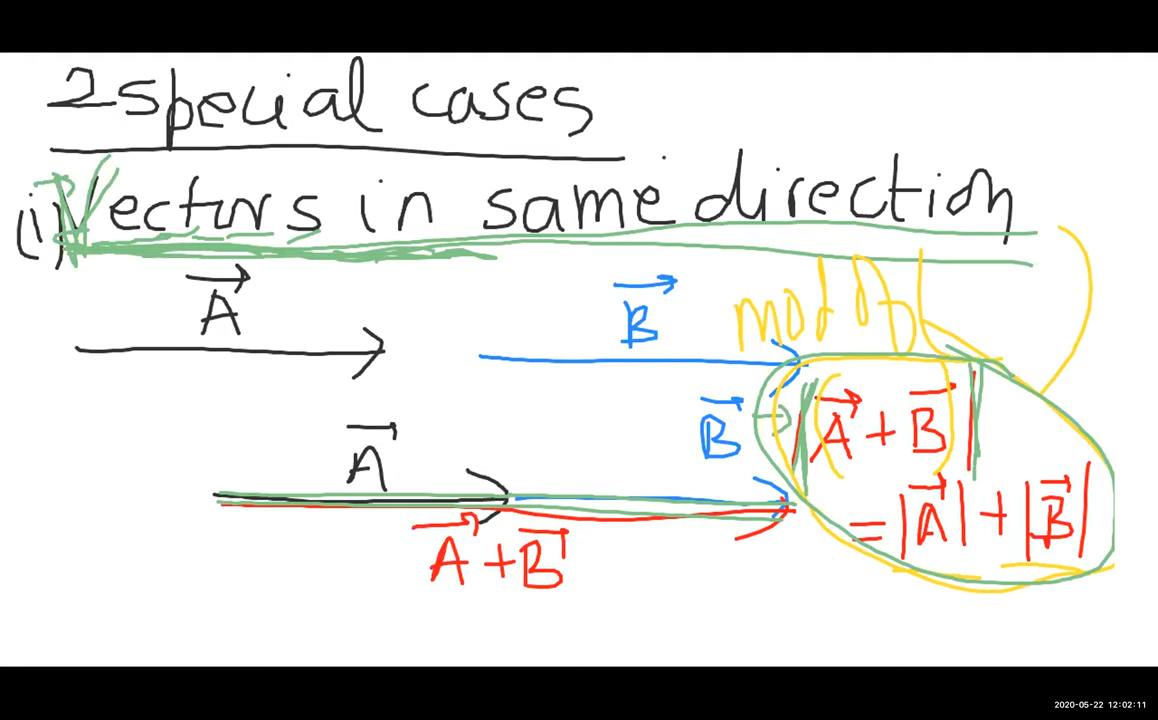 2 special cases
(i) Vectors in same direction
A
B
mod of
B
|A + B|
A
= |A| + |B|
A + B
2020-05-22 12:02:11